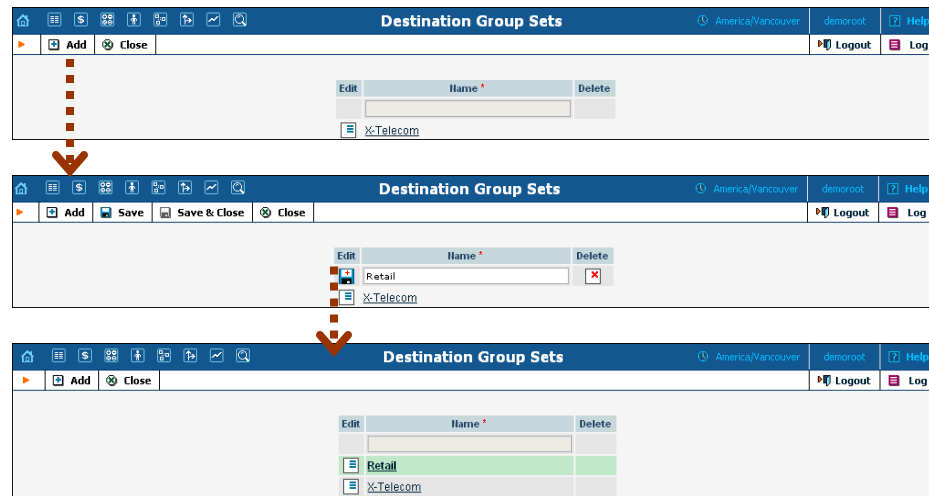 Destination Group Sets America/Vancouver demoroot ? Help
Add Close Logout Log
Edit Name * Delete
X-Telecom
Destination Group Sets America/Vancouver demoroot ? Help
Add Save Save & Close Close Logout Log
Edit Name * Delete
Retail
X-Telecom
Destination Group Sets America/Vancouver demoroot ? Help
Add Close Logout Log
Edit Name * Delete
Retail
X-Telecom